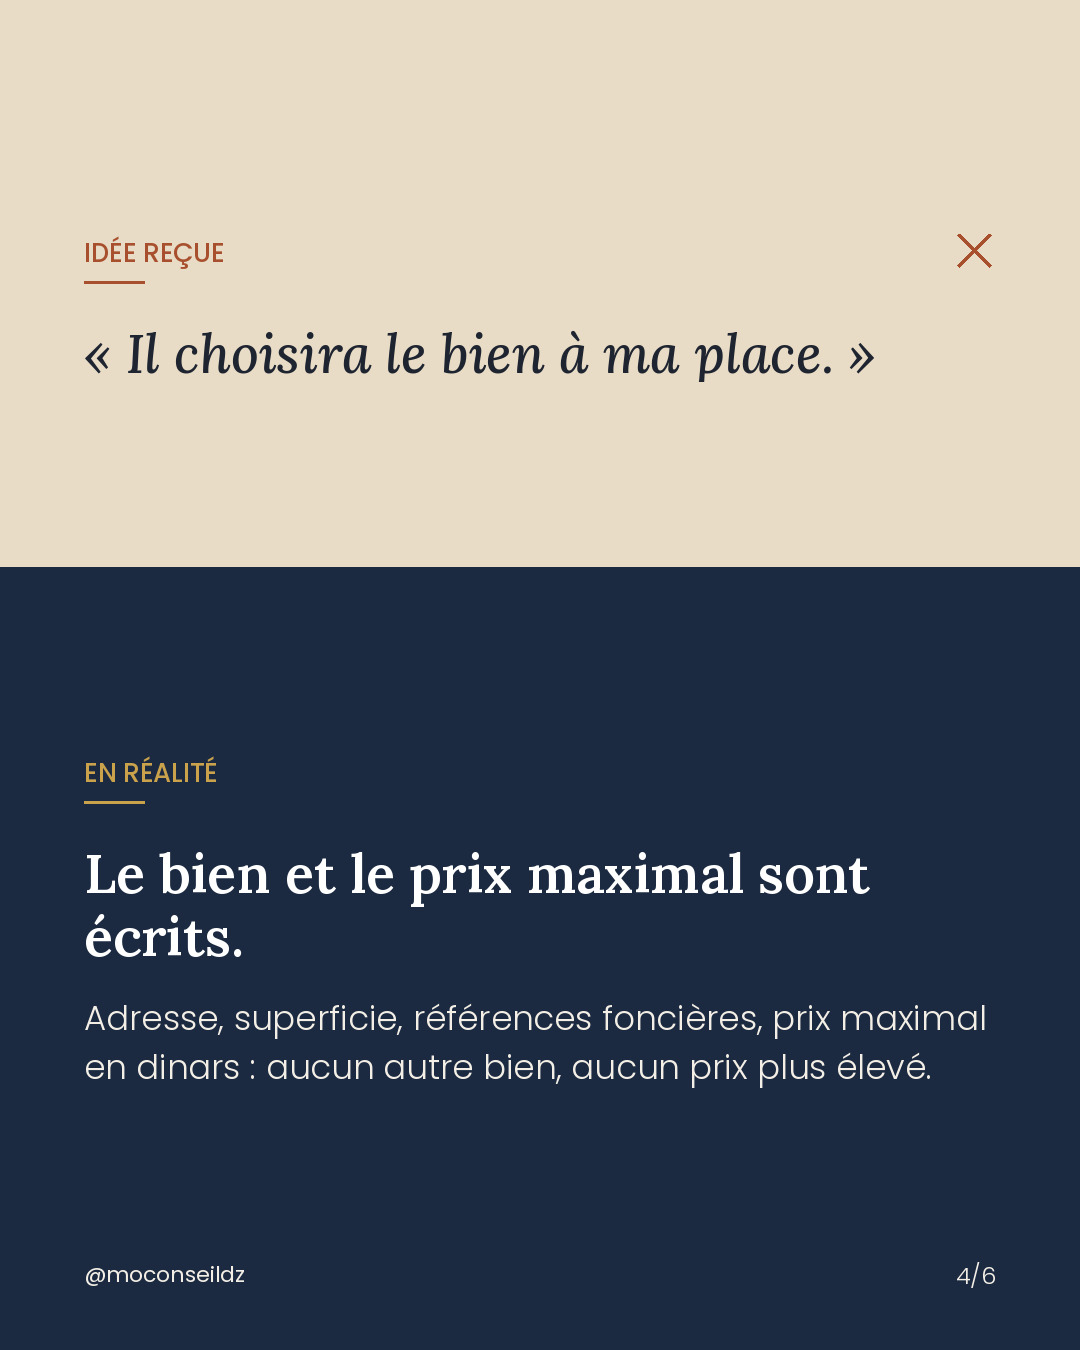 IDÉE REÇUE
« Il choisira le bien à ma place. »
EN RÉALITÉ
Le bien et le prix maximal sont
écrits.
Adresse, superficie, références foncières, prix maximal
en dinars : aucun autre bien, aucun prix plus élevé.
@moconseildz
4/6